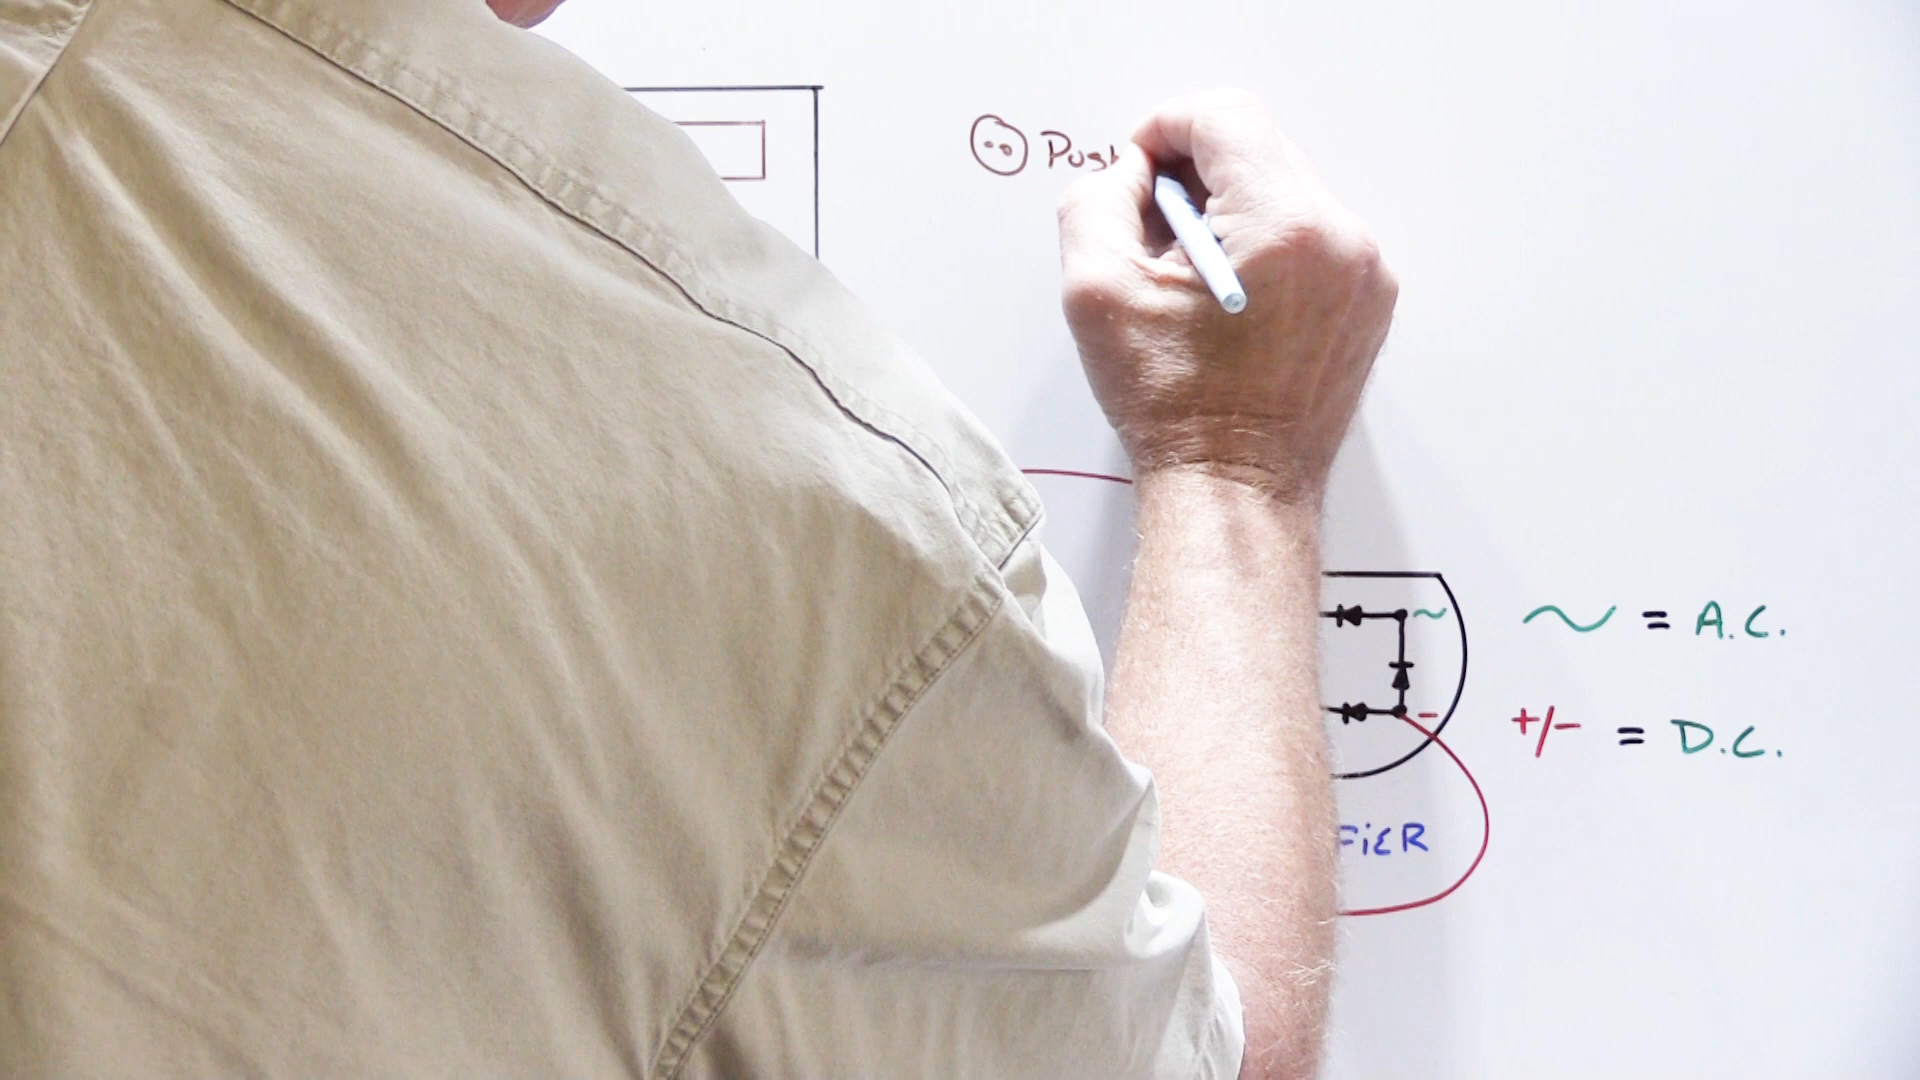 Push
~ = A.C.
~
-
+/- = D.C.
FiER